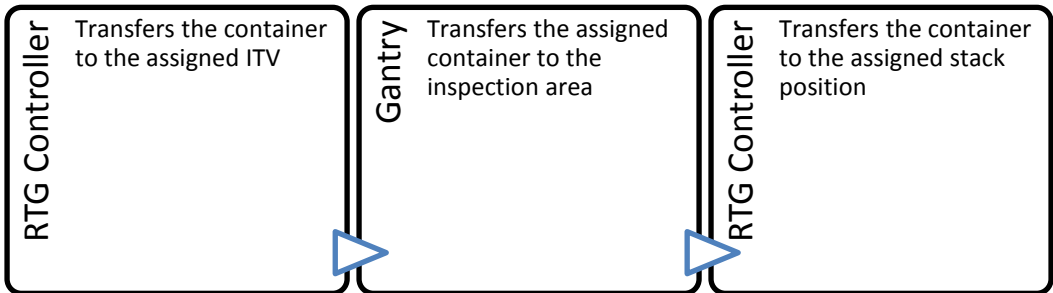 RTG Controller
Transfers the container
to the assigned ITV
Gantry
Transfers the assigned
container to the
inspection area
RTG Controller
Transfers the container
to the assigned stack
position